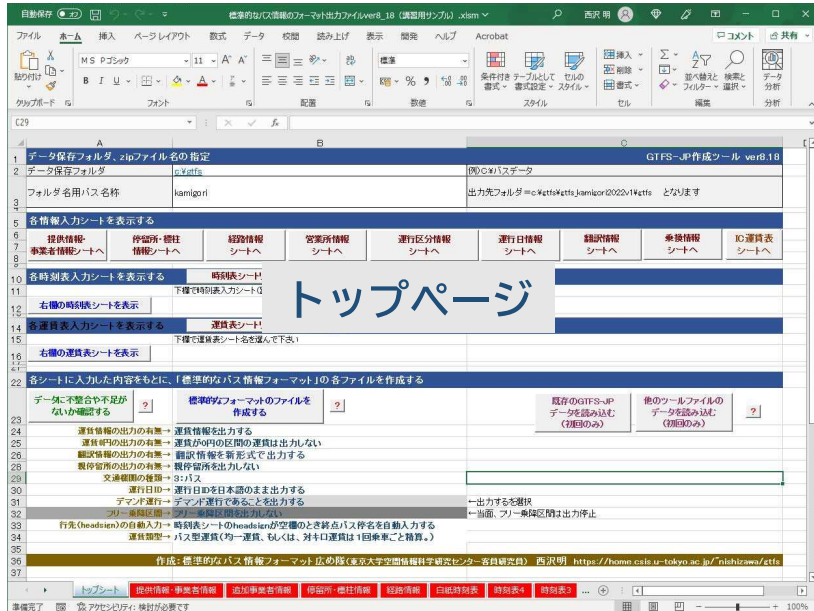 自動保存 オフ 標準的なバス情報のフォーマット出力ファイルver8_18（講習用サンプル）.xlsm 西沢 明
ファイル ホーム 挿入 ページレイアウト 数式 データ 校閲 読み上げ 表示 開発 ヘルプ Acrobat コメント 共有
貼り付け MS Pゴシック 11 標準 条件付き書式 テーブルとして書式設定 セルのスタイル 挿入 削除 書式 並べ替えとフィルター 検索と選択 データ分析
クリップボード フォント 配置 数値 スタイル セル 編集 分析
C29 fx
A B C
1 データ保存フォルダ、zipファイル名の指定 GTFS-JP作成ツール ver8.18
2 データ保存フォルダ c:¥gtfs 例)C:¥バスデータ
3 フォルダ名用バス名称 kamigori 出力先フォルダ=c:¥gtfs¥gtfs_kamigori2022v1¥gtfs となります
5 各情報入力シートを表示する
6 提供情報・ 停留所・標柱 経路情報 営業所情報 運行区分情報 運行日情報 翻訳情報 乗換情報 IC運賃表
7 事業者情報シートへ 情報シートへ シートへ シートへ シートへ シートへ シートへ シートへ シートへ
8
10 各時刻表入力シートを表示する 時刻表シート
11 下欄で時刻表入力シート
12 右欄の時刻表シートを表示
トップページ
14 各運賃表入力シートを表示する 運賃表シート
15 下欄で運賃表シート名を選んで下さい
16 右欄の運賃表シートを表示
22 各シートに入力した内容をもとに、「標準的なバス情報フォーマット」の各ファイルを作成する
データに不整合や不足が 標準的なフォーマットのファイルを 既存のGTFS-JP 他のツールファイルの
ないか確認する ? 作成する ? データを読み込む データを読み込む ?
23 (初回のみ) (初回のみ)
24 運賃情報の出力の有無→ 運賃情報を出力する
25 運賃0円の出力の有無→ 運賃が0円の区間の運賃は出力しない
26 翻訳情報の出力の有無→ 翻訳情報を新形式で出力する
28 親停留所の出力の有無→ 親停留所を出力しない
29 交通機関の種類→ 3:バス
30 運行日ID→ 運行日IDを日本語のまま出力する
31 デマンド運行→ デマンド運行であることを出力する ←出力するを選択
32 フリー乗降区間→ フリー乗降区間を出力しない ←当面、フリー乗降区間は出力停止
33 行先(headsign)の自動入力→ 時刻表シートのheadsignが空欄のとき終点バス停名を自動入力する
34 運賃類型→ バス型運賃(均一運賃、もしくは、対キロ運賃は1回乗車ごと精算。)
35
36 作成:標準的なバス情報フォーマット広め隊(東京大学空間情報科学研究センター客員研究員) 西沢明 https://home.csis.u-tokyo.ac.jp/~nishizawa/gtfs
37
トップシート 提供情報・事業者情報 追加事業者情報 停留所・標柱情報 経路情報 白紙時刻表 時刻表4 時刻表3 ...
準備完了 アクセシビリティ: 検討が必要です 100%